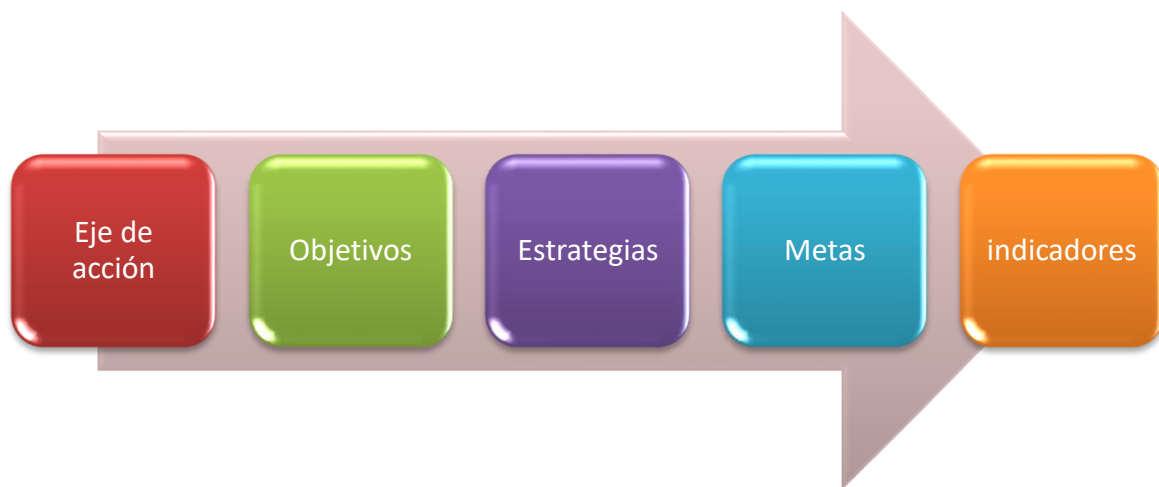 Eje de
acción
Objetivos
Estrategias
Metas
indicadores